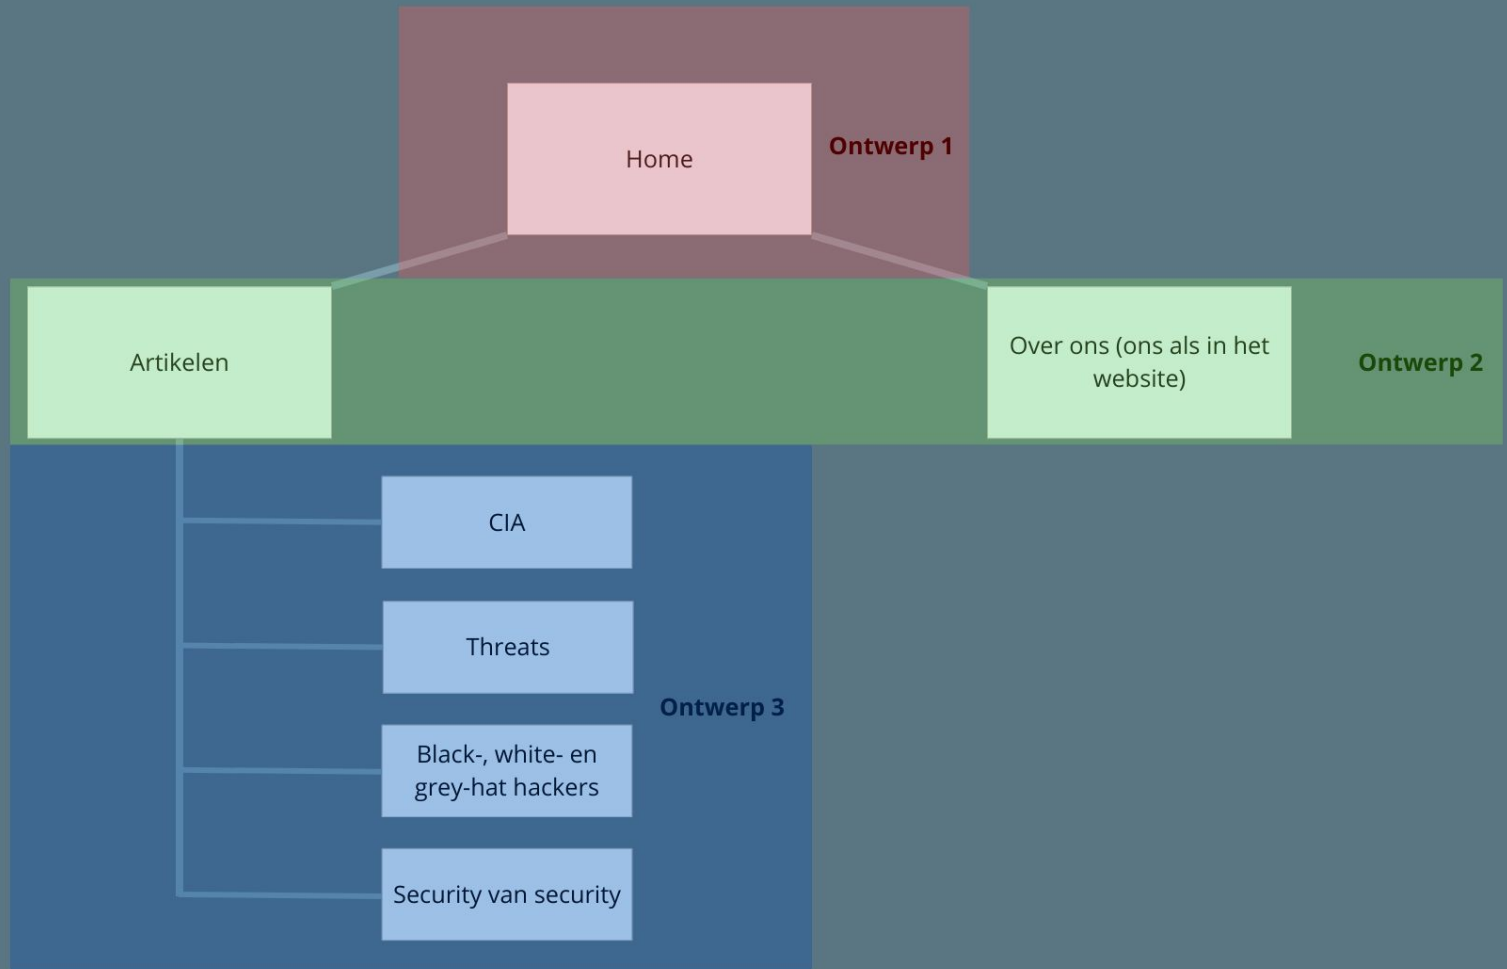 Home
Ontwerp 1
Artikelen
Over ons (ons als in het
website)
Ontwerp 2
CIA
Threats
Ontwerp 3
Black-, white- en
grey-hat hackers
Security van security